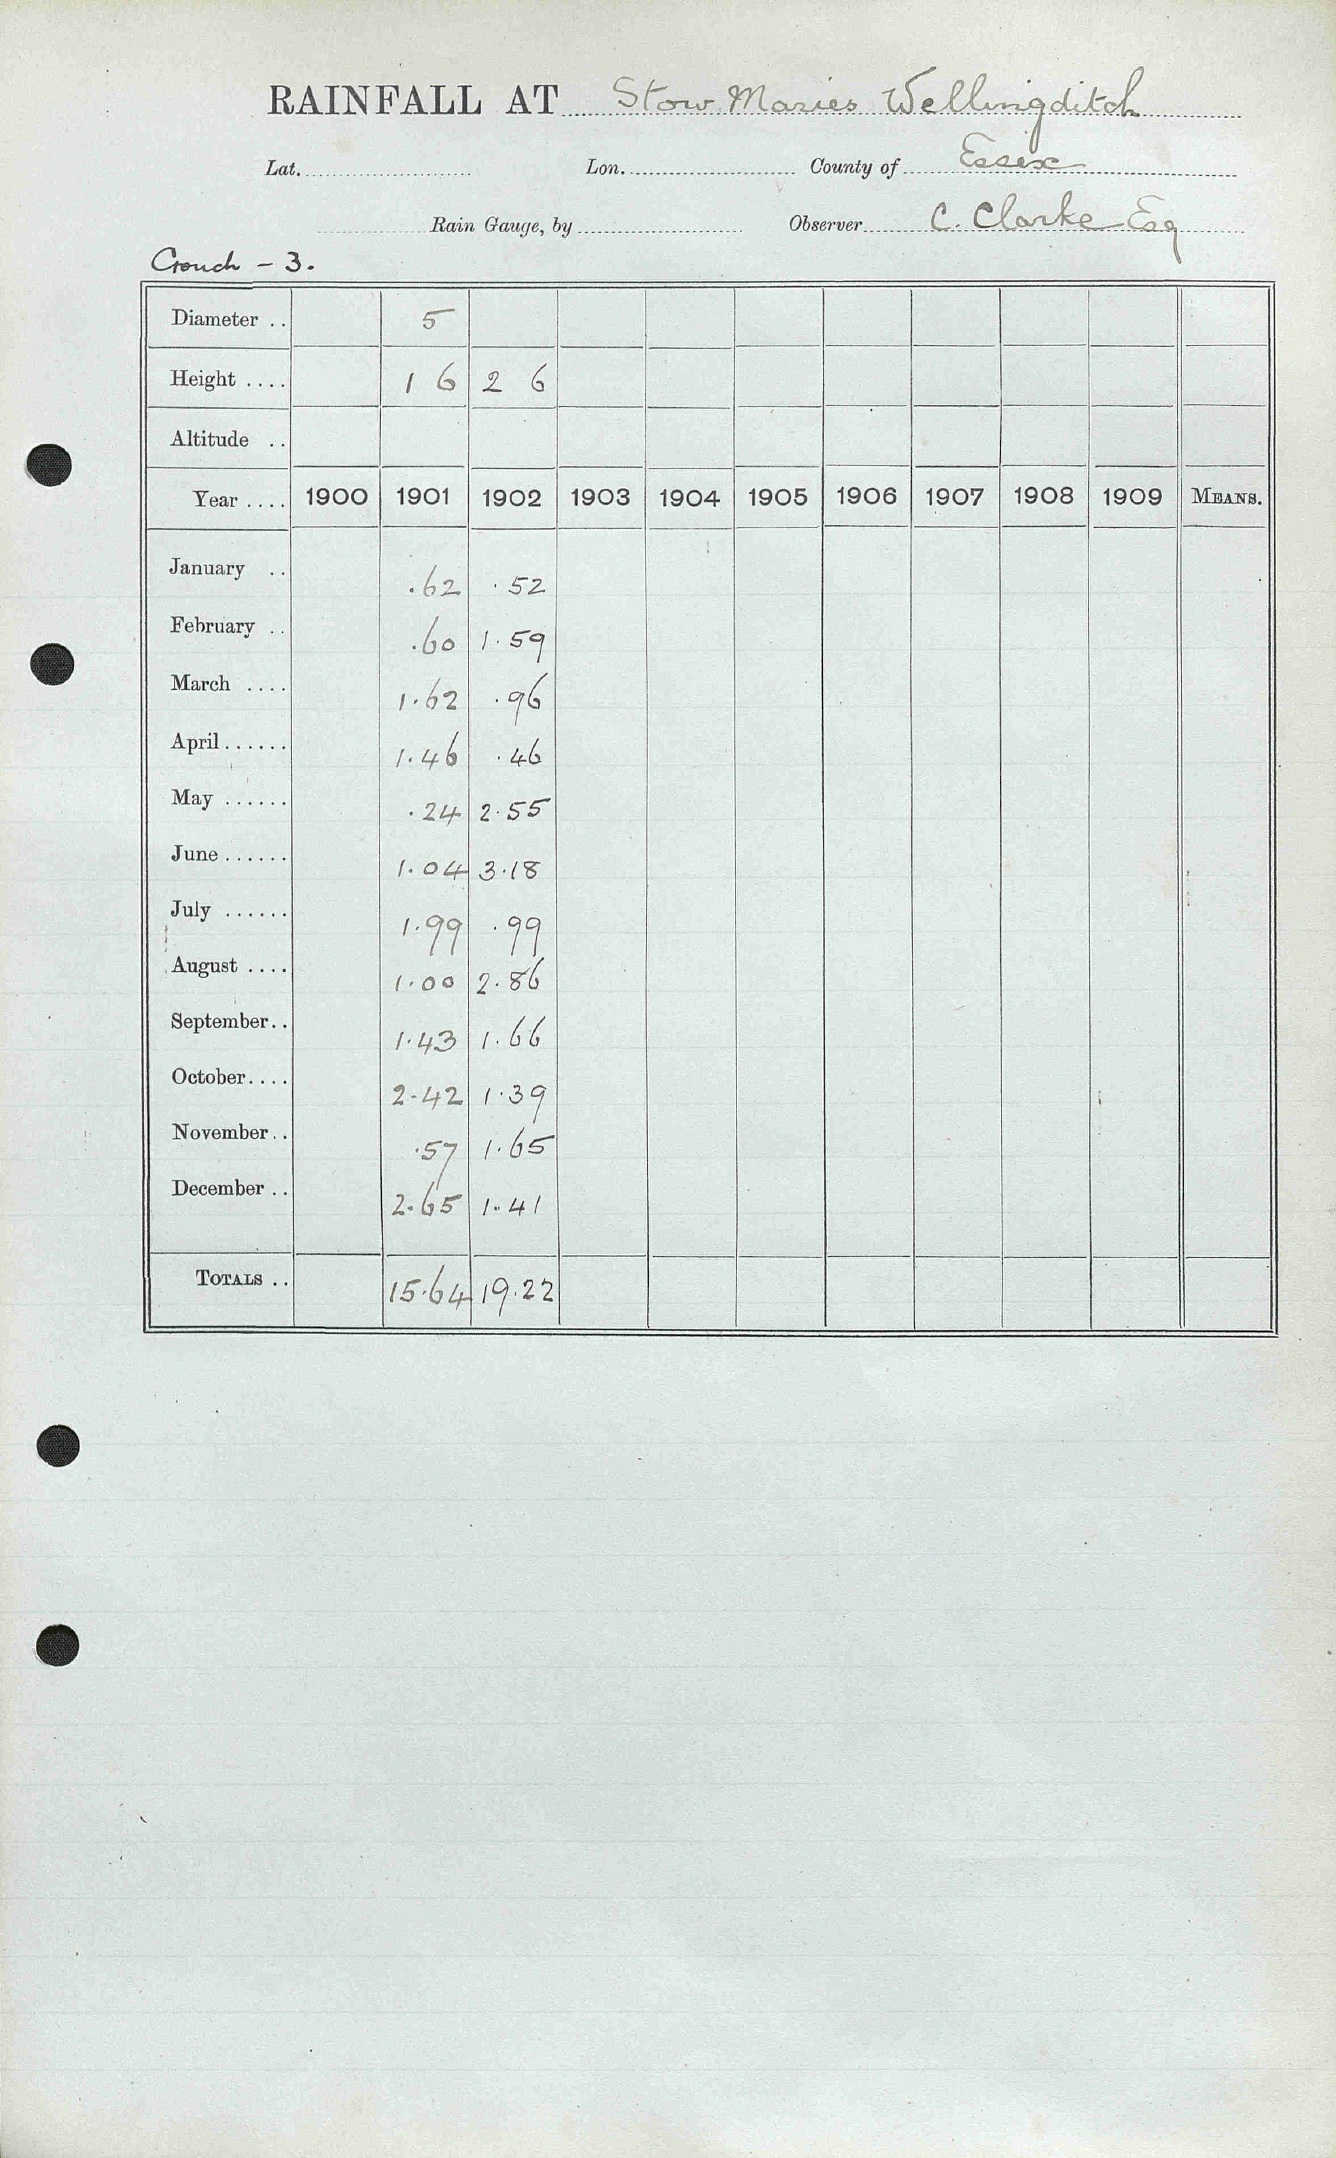 RAINFALL AT Stow Maries Wellingditch
Lat. Lon. County of Essex
Rain Gauge, by Observer C. Clarke Esq
Crouch - 3.
Diameter .. 5
Height .... 1 6 2 6
Altitude ..
Year .... 1900 1901 1902 1903 1904 1905 1906 1907 1908 1909 MEANS.
January .. .62 .52
February .. .60 1.59
March .... 1.62 .96
April...... 1.46 .46
May ...... .24 2.55
June...... 1.04 3.18
July ...... 1.99 .99
August .... 1.00 2.86
September.. 1.43 1.66
October.... 2.42 1.39
November.. .57 1.65
December .. 2.65 1.41
TOTALS .. 15.64 19.22